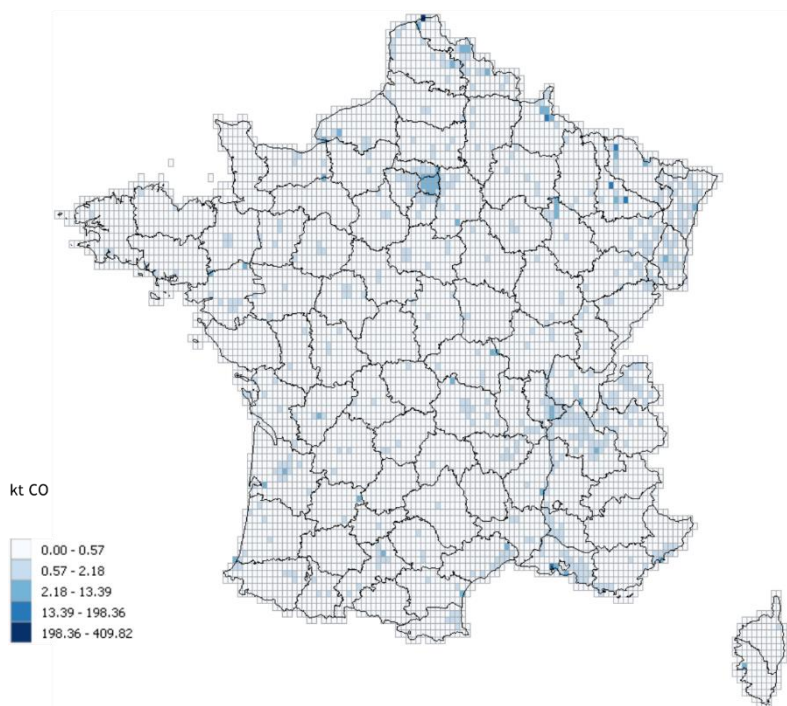 kt CO
0.00 - 0.57
0.57 - 2.18
2.18 - 13.39
13.39 - 198.36
198.36 - 409.82